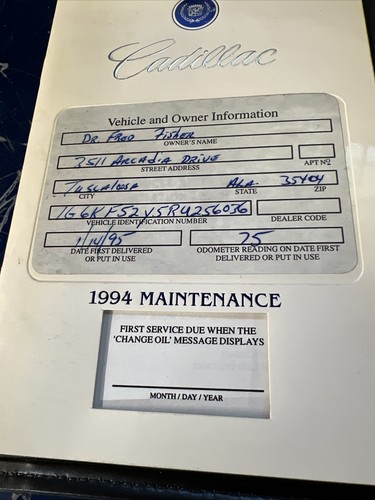 Cadillac
Vehicle and Owner Information
Dr Fred Fisher
OWNER'S NAME
2511 Arcadia Drive
STREET ADDRESS APT Nº
Tuscaloosa Ala. 35404
CITY STATE ZIP
1G6KF52Y5RU256036
VEHICLE IDENTIFICATION NUMBER DEALER CODE
1/14/95 75
DATE FIRST DELIVERED ODOMETER READING ON DATE FIRST
OR PUT IN USE DELIVERED OR PUT IN USE
1994 MAINTENANCE
FIRST SERVICE DUE WHEN THE
'CHANGE OIL' MESSAGE DISPLAYS
MONTH / DAY / YEAR